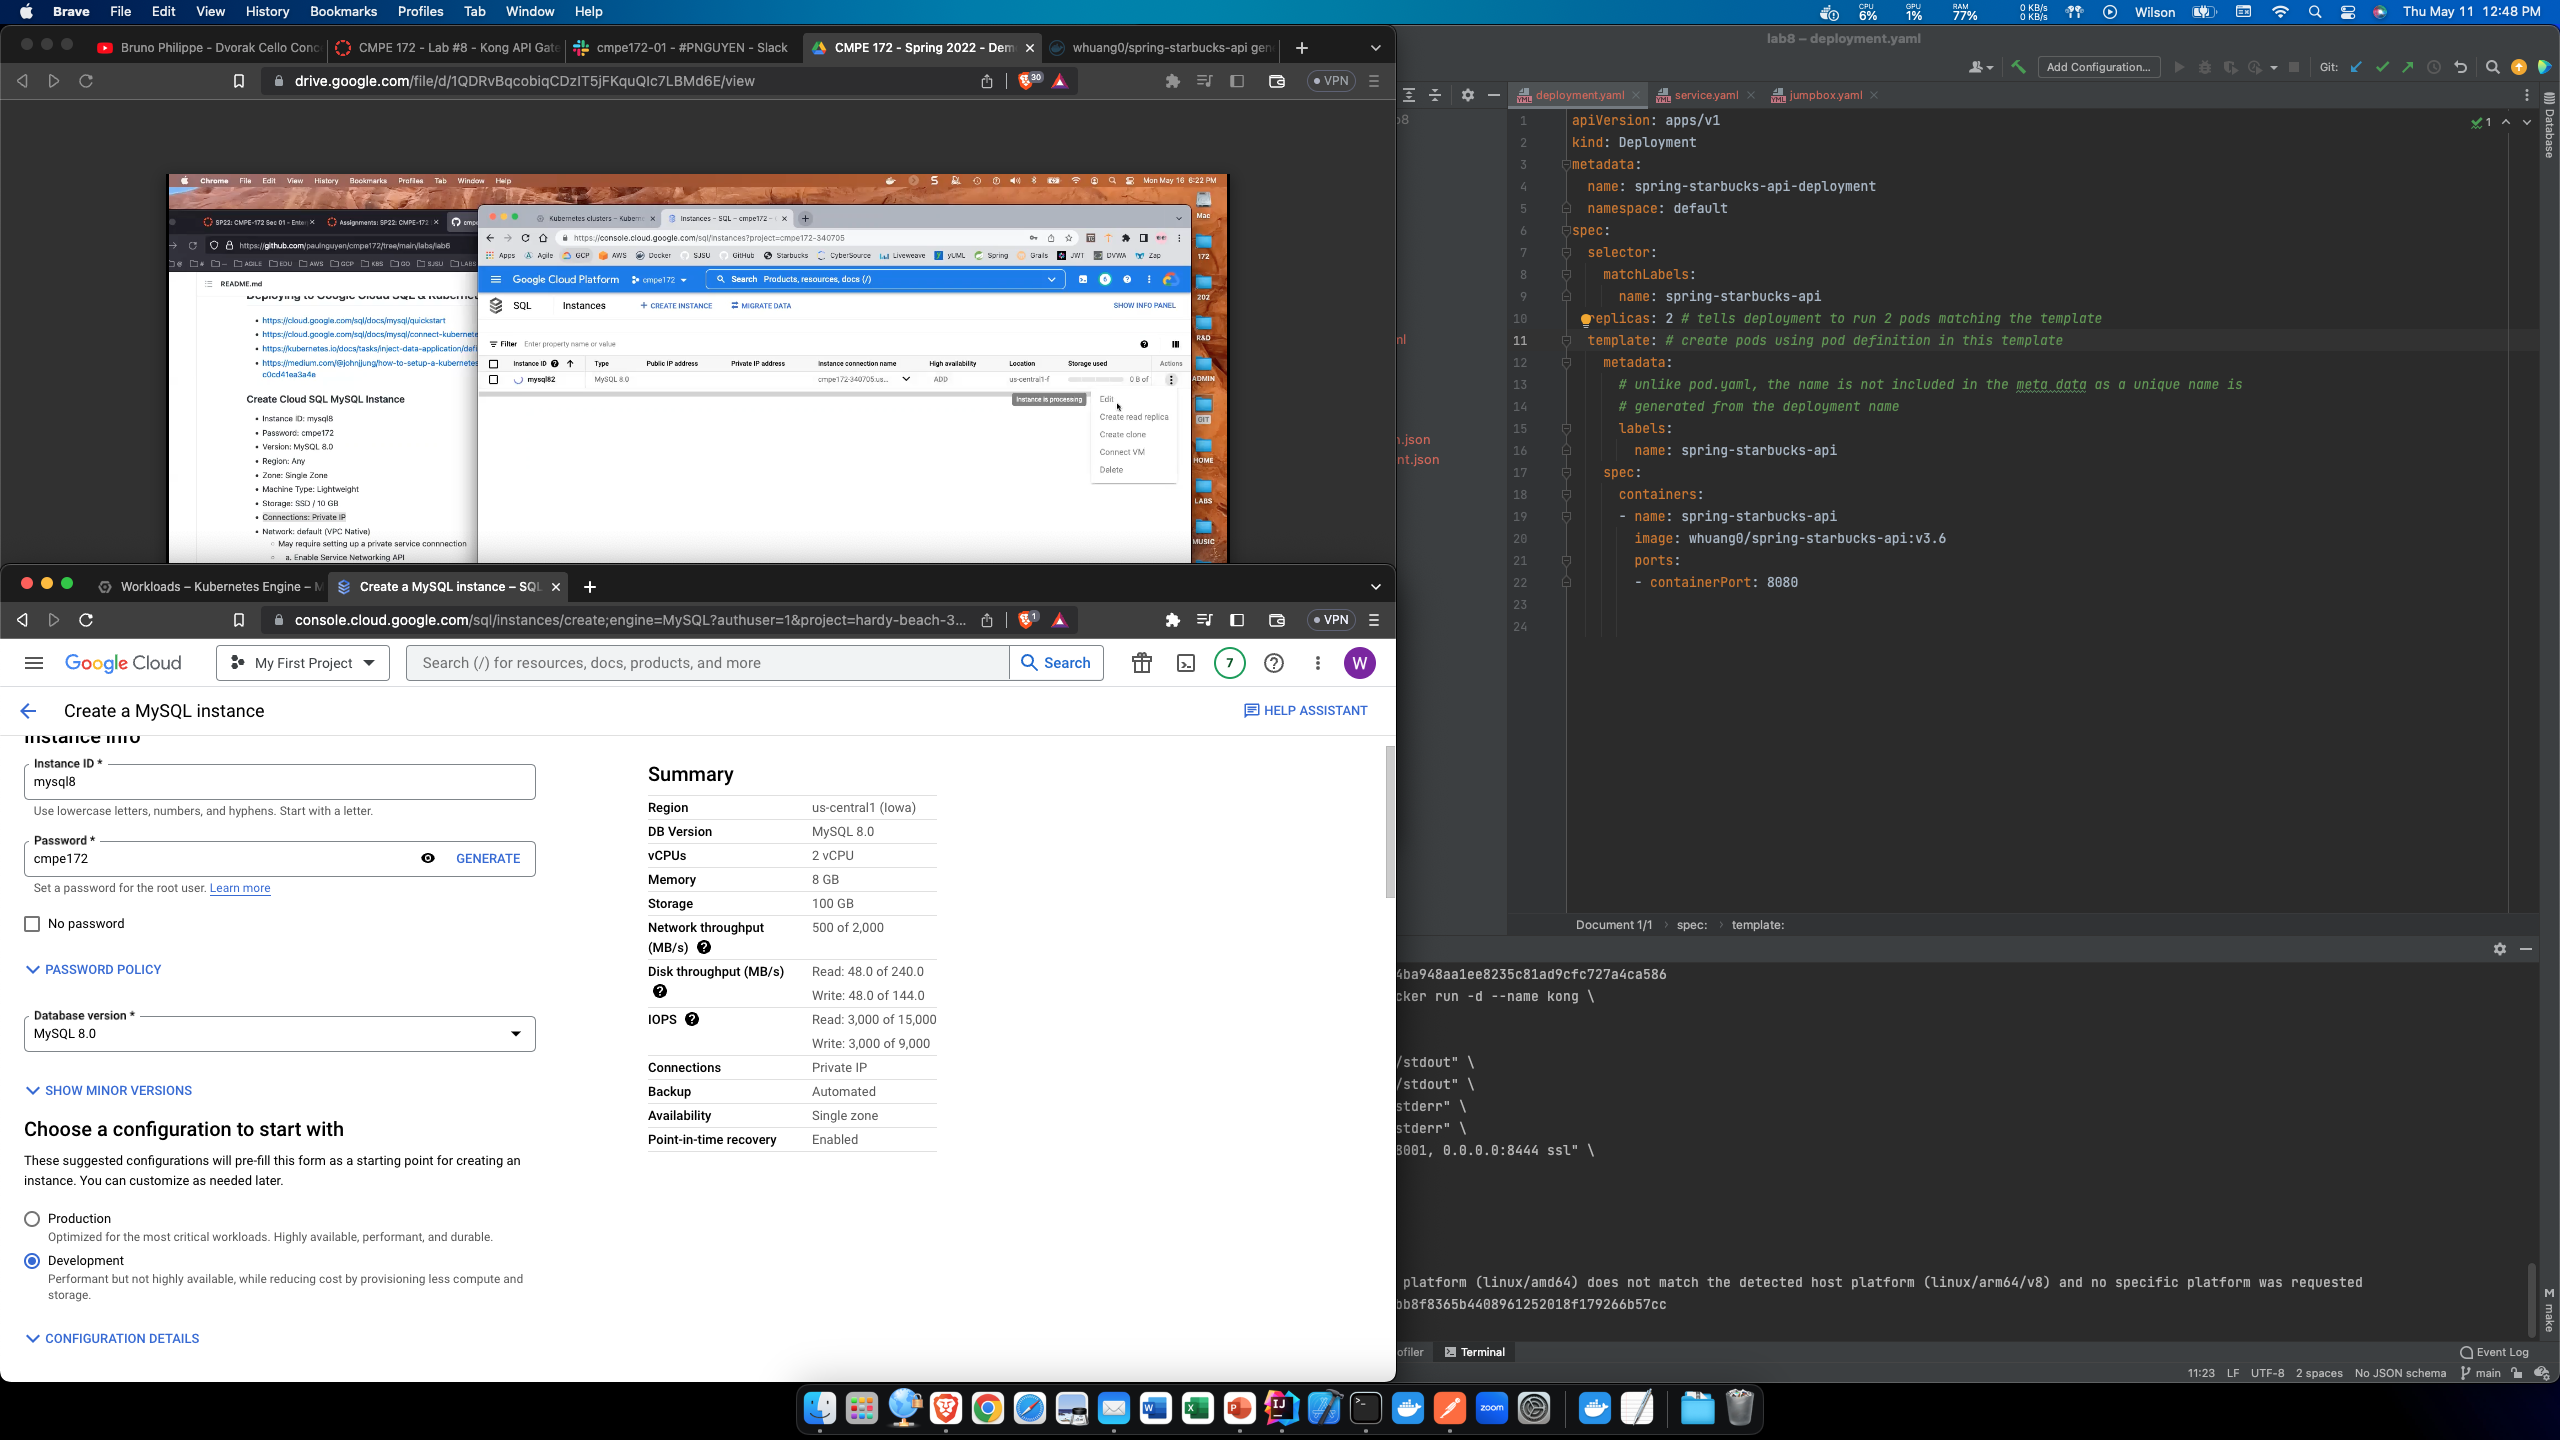 Brave File Edit View History Bookmarks Profiles Tab Window Help
CPU 6% GPU 1% RAM 77% 0 KB/s 0 KB/s Wilson Thu May 11 12:48 PM
Bruno Philippe - Dvorak Cello Conc
CMPE 172 - Lab #8 - Kong API Gate
cmpe172-01 - #PNGUYEN - Slack
CMPE 172 - Spring 2022 - Dem
whuang0/spring-starbucks-api gen
drive.google.com/file/d/1QDRvBqcobiqCDzIT5jFKquQIc7LBMd6E/view
30
VPN
Chrome File Edit View History Bookmarks Profiles Tab Window Help
Mon May 16 6:22 PM
SP22: CMPE-172 Sec 01 - Ente
Assignments: SP22: CMPE-172
https://github.com/paulnguyen/cmpe172/tree/main/labs/lab6
AGILE EDU AWS GCP K8S GO SJSU LABS
README.md
Deploying to Google Cloud SQL & Kubernet
https://cloud.google.com/sql/docs/mysql/quickstart
https://cloud.google.com/sql/docs/mysql/connect-kubernete
https://kubernetes.io/docs/tasks/inject-data-application/defi
https://medium.com/@johnjjung/how-to-setup-a-kubernetes
c0cd41ea3a4e
Create Cloud SQL MySQL Instance
Instance ID: mysql8
Password: cmpe172
Version: MySQL 8.0
Region: Any
Zone: Single Zone
Machine Type: Lightweight
Storage: SSD / 10 GB
Connections: Private IP
Network: default (VPC Native)
May require setting up a private service connnection
a. Enable Service Networking API
Kubernetes clusters – Kubern
Instances – SQL – cmpe172 –
https://console.cloud.google.com/sql/instances?project=cmpe172-340705
Apps Agile GCP AWS Docker SJSU GitHub Starbucks CyberSource Liveweave yUML Spring Grails JWT DVWA Zap
Google Cloud Platform cmpe172 Search Products, resources, docs (/)
SQL Instances CREATE INSTANCE MIGRATE DATA SHOW INFO PANEL
Filter Enter property name or value
Instance ID Type Public IP address Private IP address Instance connection name High availability Location Storage used Actions
mysql82 MySQL 8.0 cmpe172-340705:us... ADD us-central1-f 0 B of
Instance is processing
Edit
Create read replica
Create clone
Connect VM
Delete
Mac
172
202
R&D
ADMIN
GIT
HOME
LABS
MUSIC
Workloads – Kubernetes Engine – M
Create a MySQL instance – SQL
console.cloud.google.com/sql/instances/create;engine=MySQL?authuser=1&project=hardy-beach-3...
1
VPN
Google Cloud
My First Project
Search (/) for resources, docs, products, and more
Search
7
W
Create a MySQL instance
HELP ASSISTANT
Instance info
Instance ID *
mysql8
Use lowercase letters, numbers, and hyphens. Start with a letter.
Password *
cmpe172
GENERATE
Set a password for the root user. Learn more
No password
PASSWORD POLICY
Database version *
MySQL 8.0
SHOW MINOR VERSIONS
Choose a configuration to start with
These suggested configurations will pre-fill this form as a starting point for creating an
instance. You can customize as needed later.
Production
Optimized for the most critical workloads. Highly available, performant, and durable.
Development
Performant but not highly available, while reducing cost by provisioning less compute and
storage.
CONFIGURATION DETAILS
Summary
Region us-central1 (Iowa)
DB Version MySQL 8.0
vCPUs 2 vCPU
Memory 8 GB
Storage 100 GB
Network throughput 500 of 2,000
(MB/s)
Disk throughput (MB/s) Read: 48.0 of 240.0
Write: 48.0 of 144.0
IOPS Read: 3,000 of 15,000
Write: 3,000 of 9,000
Connections Private IP
Backup Automated
Availability Single zone
Point-in-time recovery Enabled
lab8 – deployment.yaml
Add Configuration...
Git:
deployment.yaml service.yaml jumpbox.yaml
Database
b8
ml
n.json
nt.json
1
1 apiVersion: apps/v1
2 kind: Deployment
3 metadata:
4 name: spring-starbucks-api-deployment
5 namespace: default
6 spec:
7 selector:
8 matchLabels:
9 name: spring-starbucks-api
10 replicas: 2 # tells deployment to run 2 pods matching the template
11 template: # create pods using pod definition in this template
12 metadata:
13 # unlike pod.yaml, the name is not included in the meta data as a unique name is
14 # generated from the deployment name
15 labels:
16 name: spring-starbucks-api
17 spec:
18 containers:
19 - name: spring-starbucks-api
20 image: whuang0/spring-starbucks-api:v3.6
21 ports:
22 - containerPort: 8080
23
24
Document 1/1 spec: template:
4ba948aa1ee8235c81ad9cfc727a4ca586
cker run -d --name kong \
/stdout" \
/stdout" \
stderr" \
stderr" \
8001, 0.0.0.0:8444 ssl" \
platform (linux/amd64) does not match the detected host platform (linux/arm64/v8) and no specific platform was requested
bb8f8365b4408961252018f179266b57cc
M make
ofiler
Terminal
Event Log
11:23 LF UTF-8 2 spaces No JSON schema main
zoom